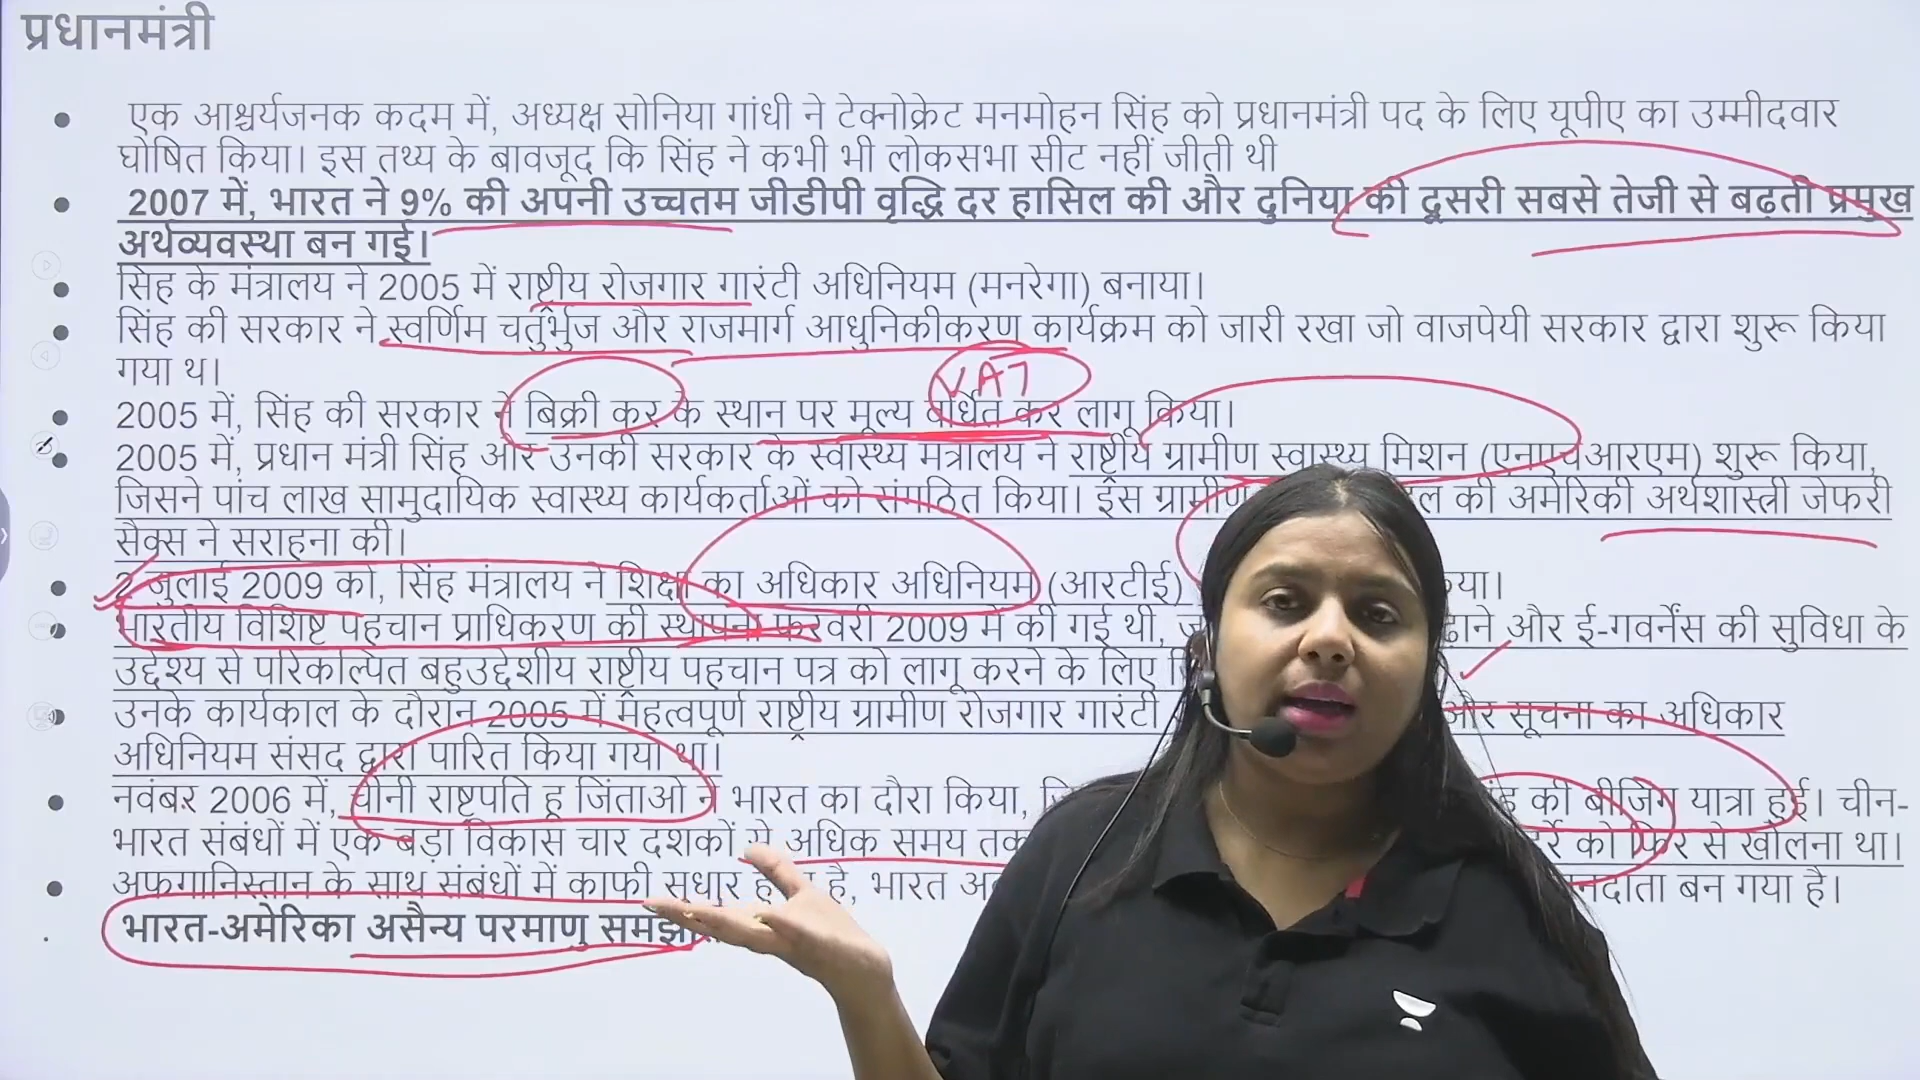 प्रधानमंत्री
एक आश्चर्यजनक कदम में, अध्यक्ष सोनिया गांधी ने टेक्नोक्रेट मनमोहन सिंह को प्रधानमंत्री पद के लिए यूपीए का उम्मीदवार
घोषित किया। इस तथ्य के बावजूद कि सिंह ने कभी भी लोकसभा सीट नहीं जीती थी
2007 में, भारत ने 9% की अपनी उच्चतम जीडीपी वृद्धि दर हासिल की और दुनिया की दूसरी सबसे तेजी से बढ़ती प्रमुख
अर्थव्यवस्था बन गई।
सिंह के मंत्रालय ने 2005 में राष्ट्रीय रोजगार गारंटी अधिनियम (मनरेगा) बनाया।
सिंह की सरकार ने स्वर्णिम चतुर्भुज और राजमार्ग आधुनिकीकरण कार्यक्रम को जारी रखा जो वाजपेयी सरकार द्वारा शुरू किया
गया थ।
VAT
2005 में, सिंह की सरकार ने बिक्री कर के स्थान पर मूल्य वर्धित कर लागू किया।
2005 में, प्रधान मंत्री सिंह और उनकी सरकार के स्वास्थ्य मंत्रालय ने राष्ट्रीय ग्रामीण स्वास्थ्य मिशन (एनएचआरएम) शुरू किया,
जिसने पांच लाख सामुदायिक स्वास्थ्य कार्यकर्ताओं को संगठित किया। इस ग्रामीण की अमेरिकी अर्थशास्त्री जेफरी
सैक्स ने सराहना की।
2 जुलाई 2009 को, सिंह मंत्रालय ने शिक्षा का अधिकार अधिनियम (आरटीई)
भारतीय विशिष्ट पहचान प्राधिकरण की स्थापना फरवरी 2009 में की गई थी, और ई-गवर्नेंस की सुविधा के
उद्देश्य से परिकल्पित बहुउद्देशीय राष्ट्रीय पहचान पत्र को लागू करने के लिए
उनके कार्यकाल के दौरान 2005 में महत्वपूर्ण राष्ट्रीय ग्रामीण रोजगार गारंटी और सूचना का अधिकार
अधिनियम संसद द्वारा पारित किया गया था।
नवंबर 2006 में, चीनी राष्ट्रपति हू जिंताओ ने भारत का दौरा किया, की बीजिंग यात्रा हुई। चीन-
भारत संबंधों में एक बड़ा विकास चार दशकों से अधिक समय तक को फिर से खोलना था।
अफगानिस्तान के साथ संबंधों में काफी सुधार है, भारत बन गया है।
भारत-अमेरिका असैन्य परमाणु